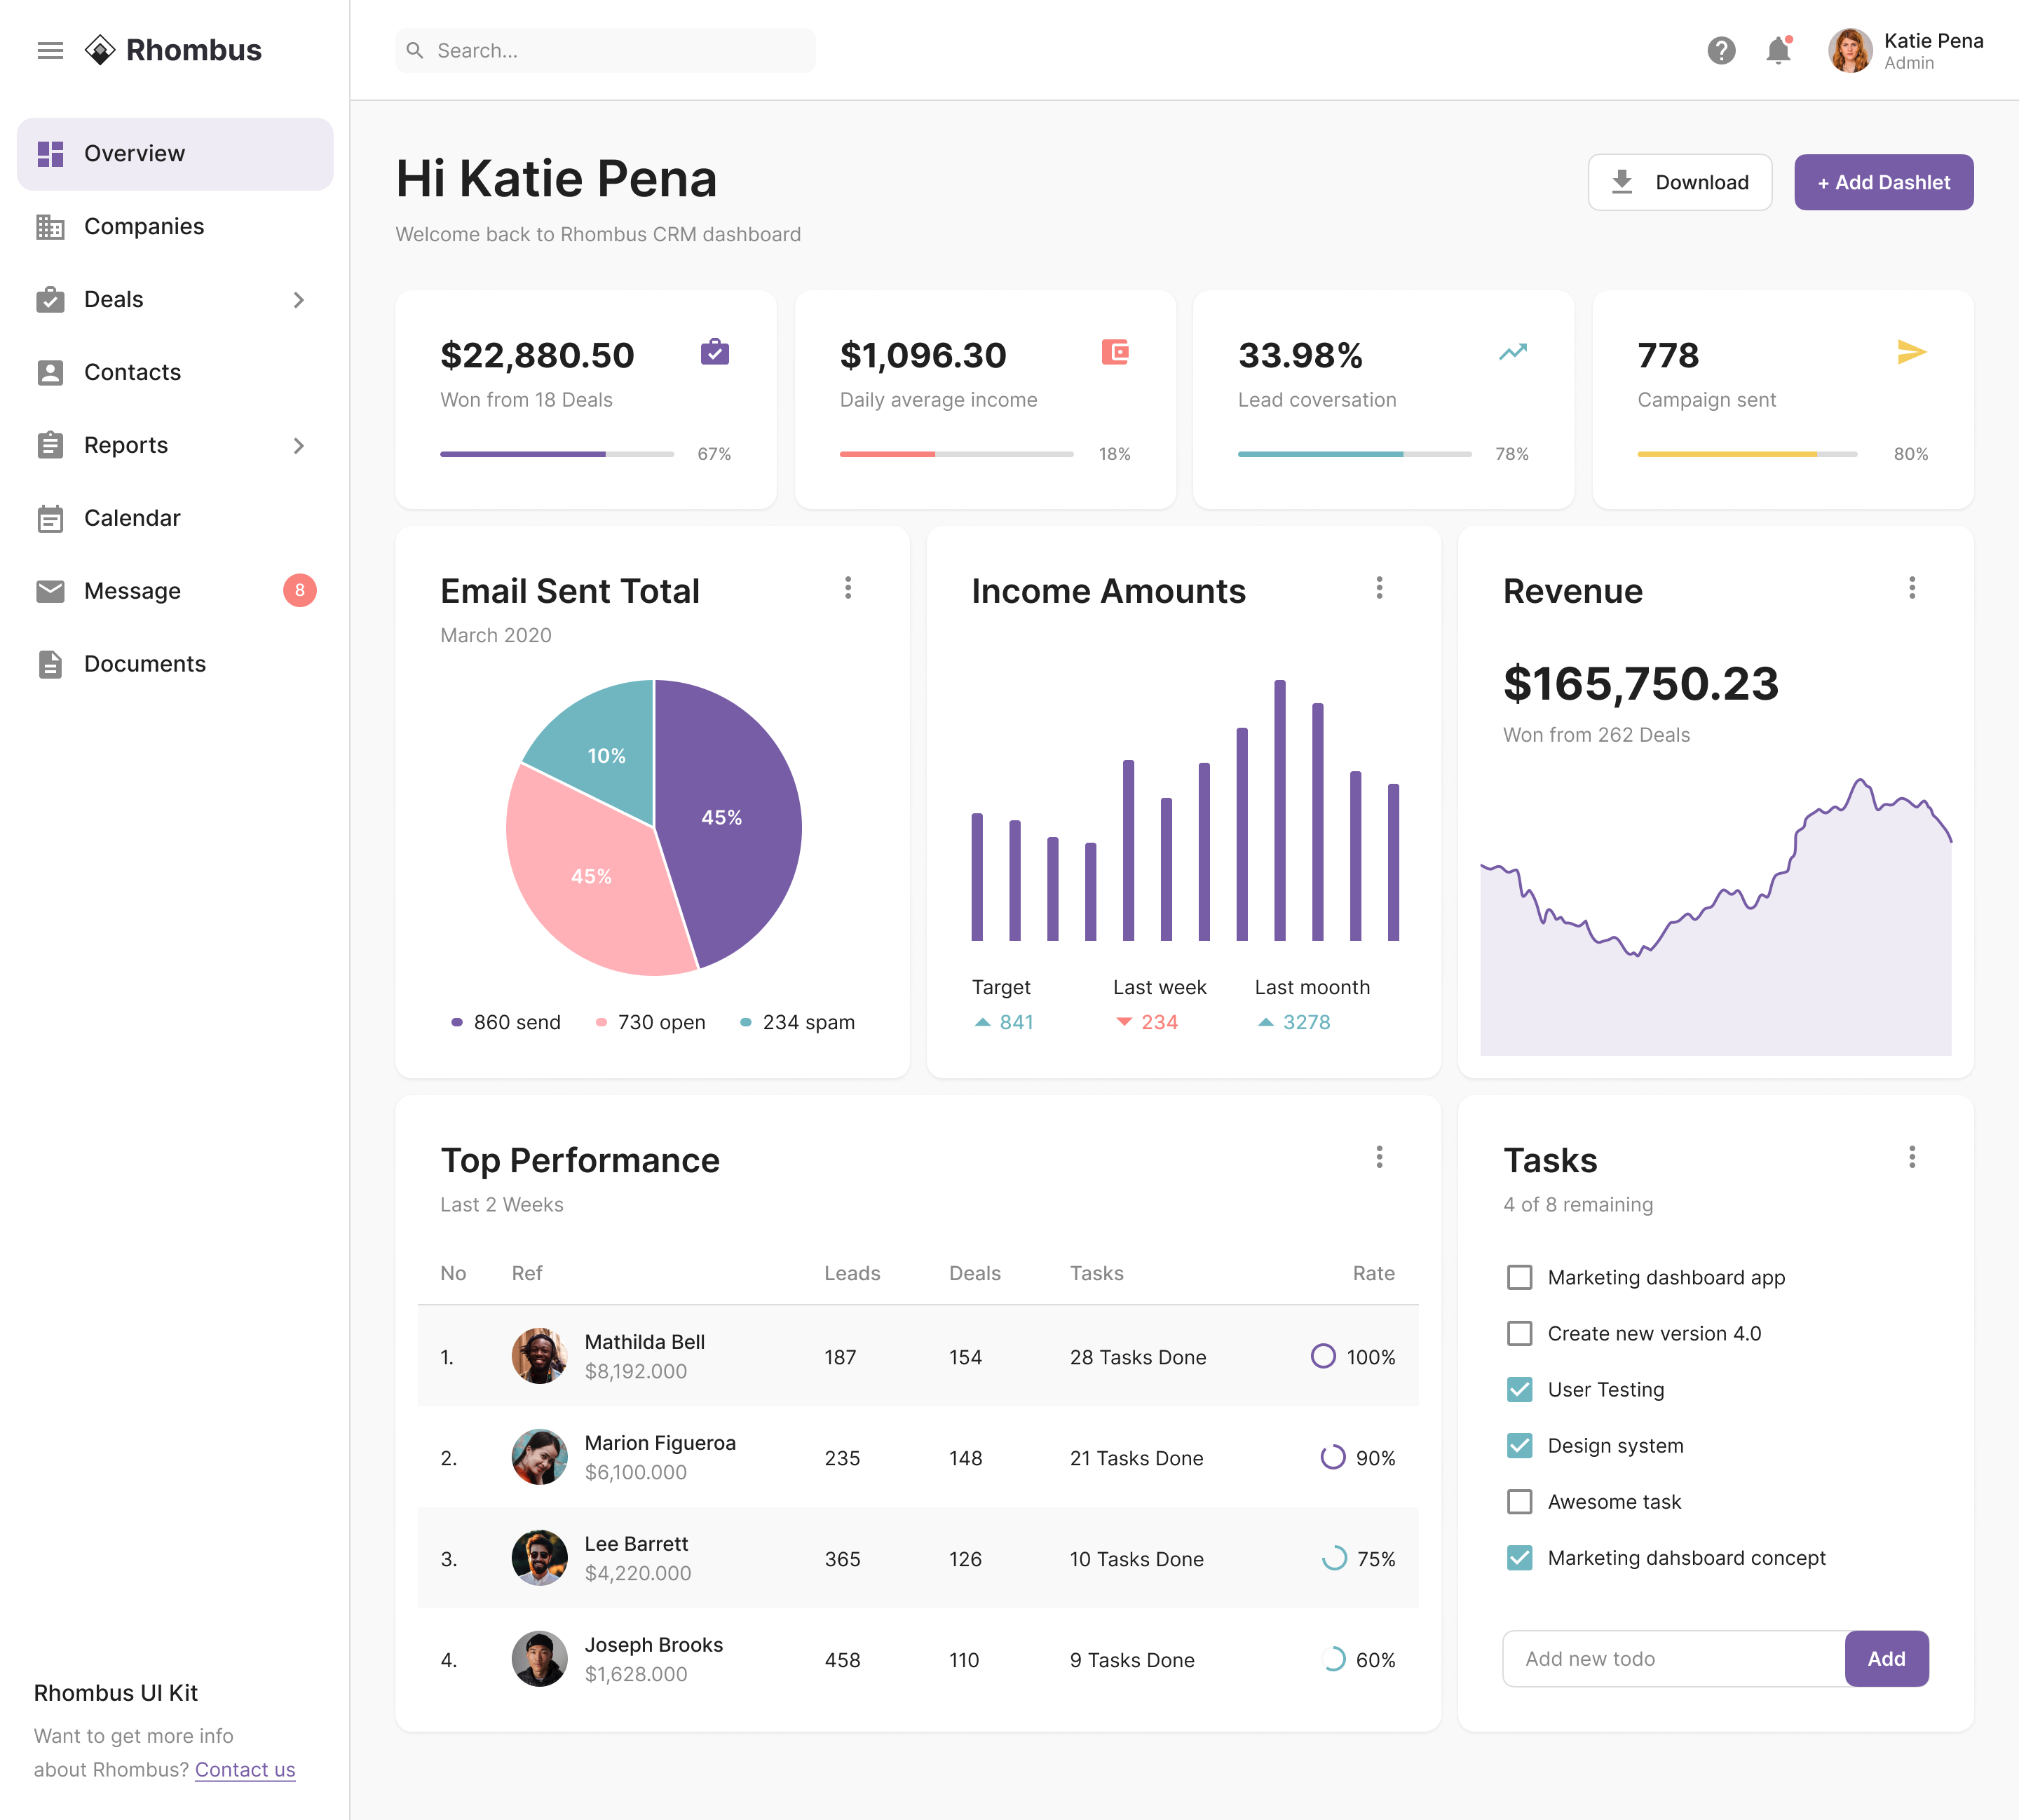 Rhombus
Search...
Katie Pena
Admin
Overview
Companies
Deals
Contacts
Reports
Calendar
Message 8
Documents
Rhombus UI Kit
Want to get more info
about Rhombus? Contact us
Hi Katie Pena
Welcome back to Rhombus CRM dashboard
Download
+ Add Dashlet
$22,880.50
Won from 18 Deals
67%
$1,096.30
Daily average income
18%
33.98%
Lead coversation
78%
778
Campaign sent
80%
Email Sent Total
March 2020
10%
45%
45%
860 send 730 open 234 spam
Income Amounts
Target Last week Last moonth
841 234 3278
Revenue
$165,750.23
Won from 262 Deals
Top Performance
Last 2 Weeks
No Ref Leads Deals Tasks Rate
1. Mathilda Bell 187 154 28 Tasks Done 100%
$8,192.000
2. Marion Figueroa 235 148 21 Tasks Done 90%
$6,100.000
3. Lee Barrett 365 126 10 Tasks Done 75%
$4,220.000
4. Joseph Brooks 458 110 9 Tasks Done 60%
$1,628.000
Tasks
4 of 8 remaining
Marketing dashboard app
Create new version 4.0
User Testing
Design system
Awesome task
Marketing dahsboard concept
Add new todo
Add